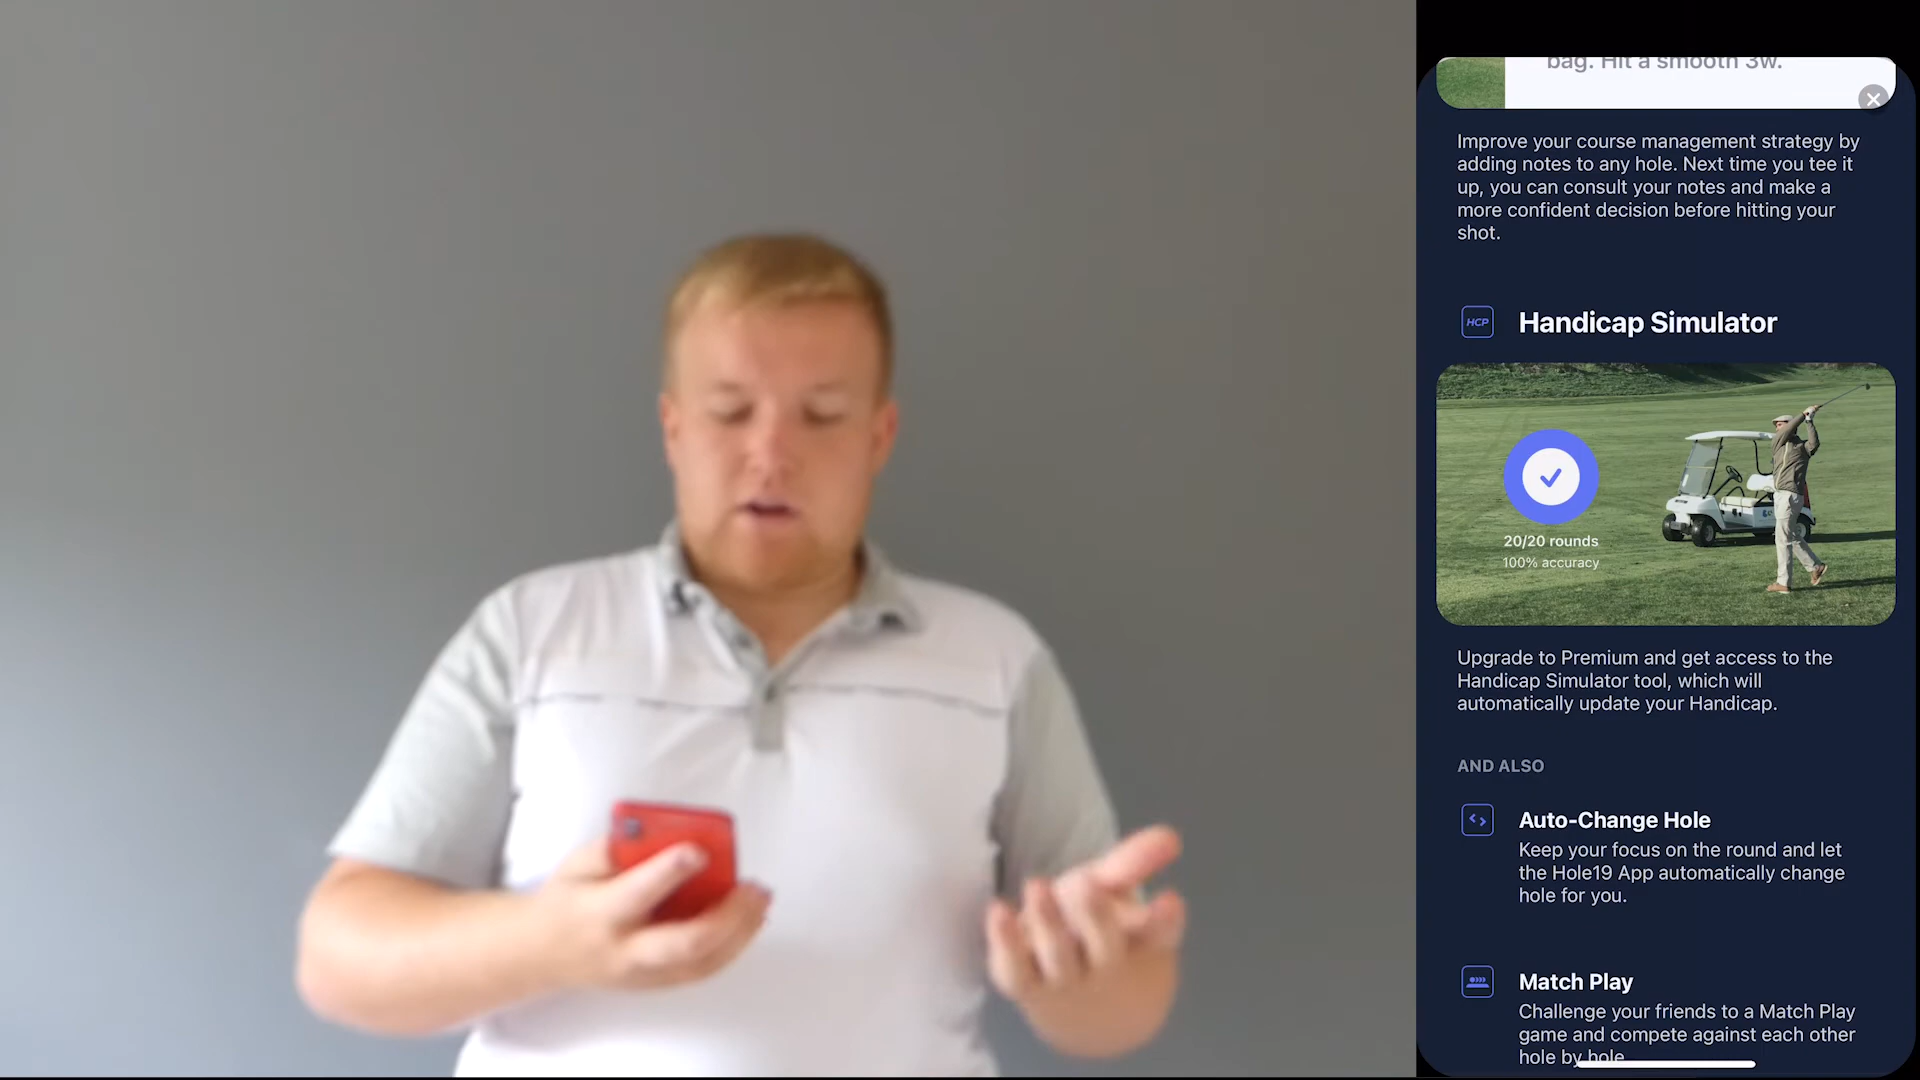 bag. Hit a smooth 3w.
Improve your course management strategy by
adding notes to any hole. Next time you tee it
up, you can consult your notes and make a
more confident decision before hitting your
shot.
HCP
Handicap Simulator
20/20 rounds
100% accuracy
Upgrade to Premium and get access to the
Handicap Simulator tool, which will
automatically update your Handicap.
AND ALSO
Auto-Change Hole
Keep your focus on the round and let
the Hole19 App automatically change
hole for you.
Match Play
Challenge your friends to a Match Play
game and compete against each other
hole by hole